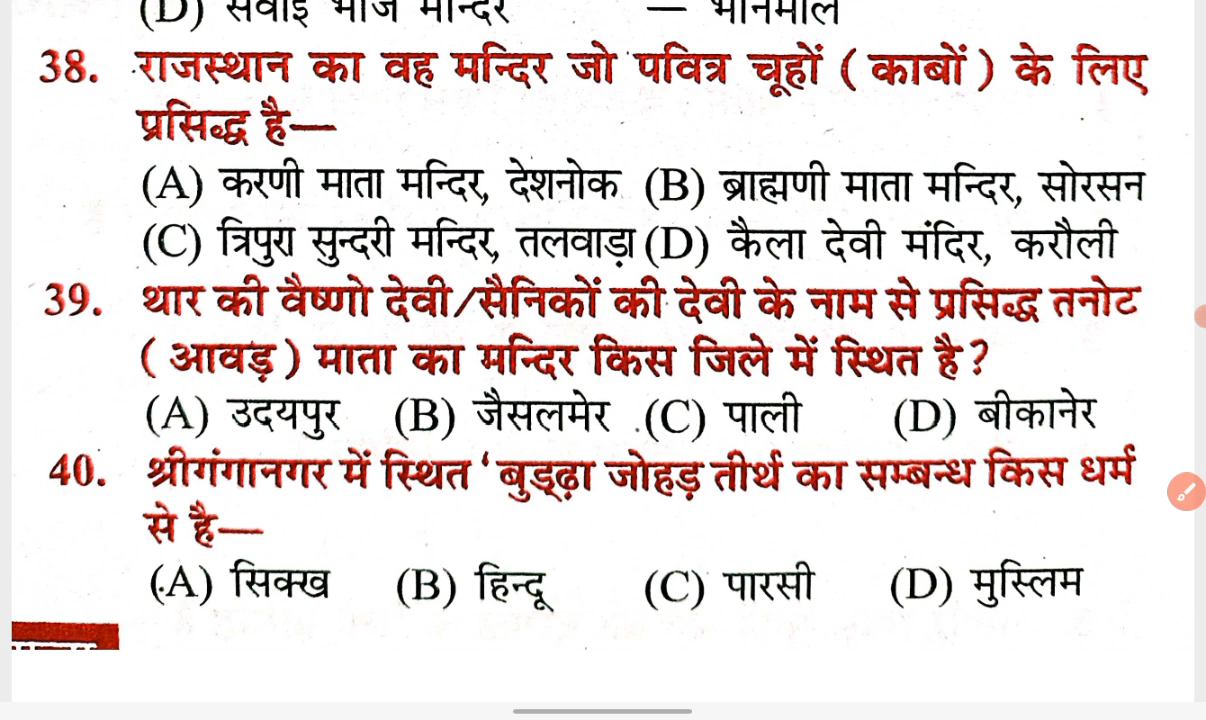 (D) सवाई भोज मन्दिर — भीनमाल
38. राजस्थान का वह मन्दिर जो पवित्र चूहों ( काबों ) के लिए
प्रसिद्ध है—
(A) करणी माता मन्दिर, देशनोक (B) ब्राह्मणी माता मन्दिर, सोरसन
(C) त्रिपुरा सुन्दरी मन्दिर, तलवाड़ा (D) कैला देवी मंदिर, करौली
39. थार की वैष्णो देवी/सैनिकों की देवी के नाम से प्रसिद्ध तनोट
( आवड़ ) माता का मन्दिर किस जिले में स्थित है?
(A) उदयपुर (B) जैसलमेर (C) पाली (D) बीकानेर
40. श्रीगंगानगर में स्थित ‘बुड्ढ़ा जोहड़ तीर्थ का सम्बन्ध किस धर्म
से है—
(A) सिक्ख (B) हिन्दू (C) पारसी (D) मुस्लिम